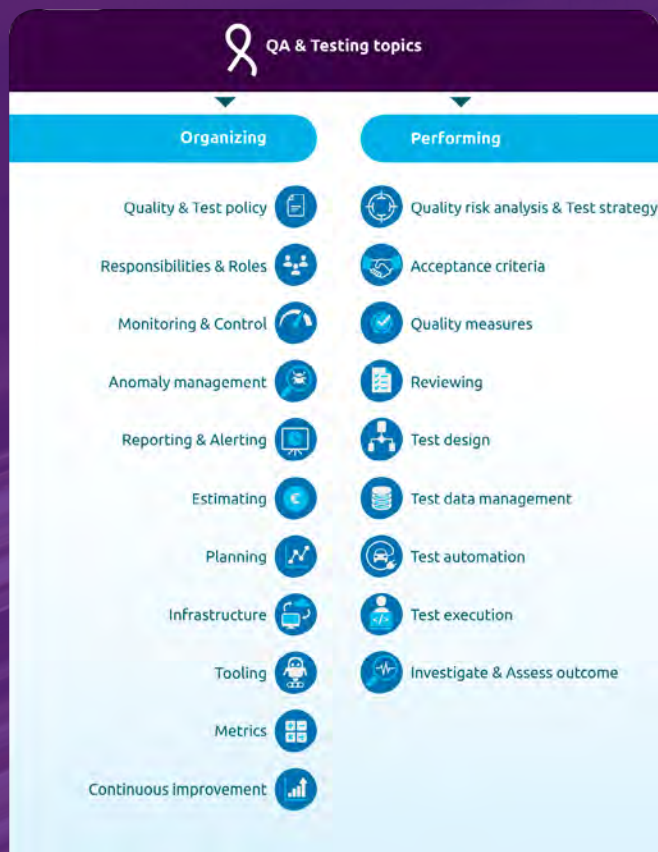 QA & Testing topics
Organizing
Quality & Test policy
Responsibilities & Roles
Monitoring & Control
Anomaly management
Reporting & Alerting
Estimating
Planning
Infrastructure
Tooling
Metrics
Continuous improvement
Performing
Quality risk analysis & Test strategy
Acceptance criteria
Quality measures
Reviewing
Test design
Test data management
Test automation
Test execution
Investigate & Assess outcome